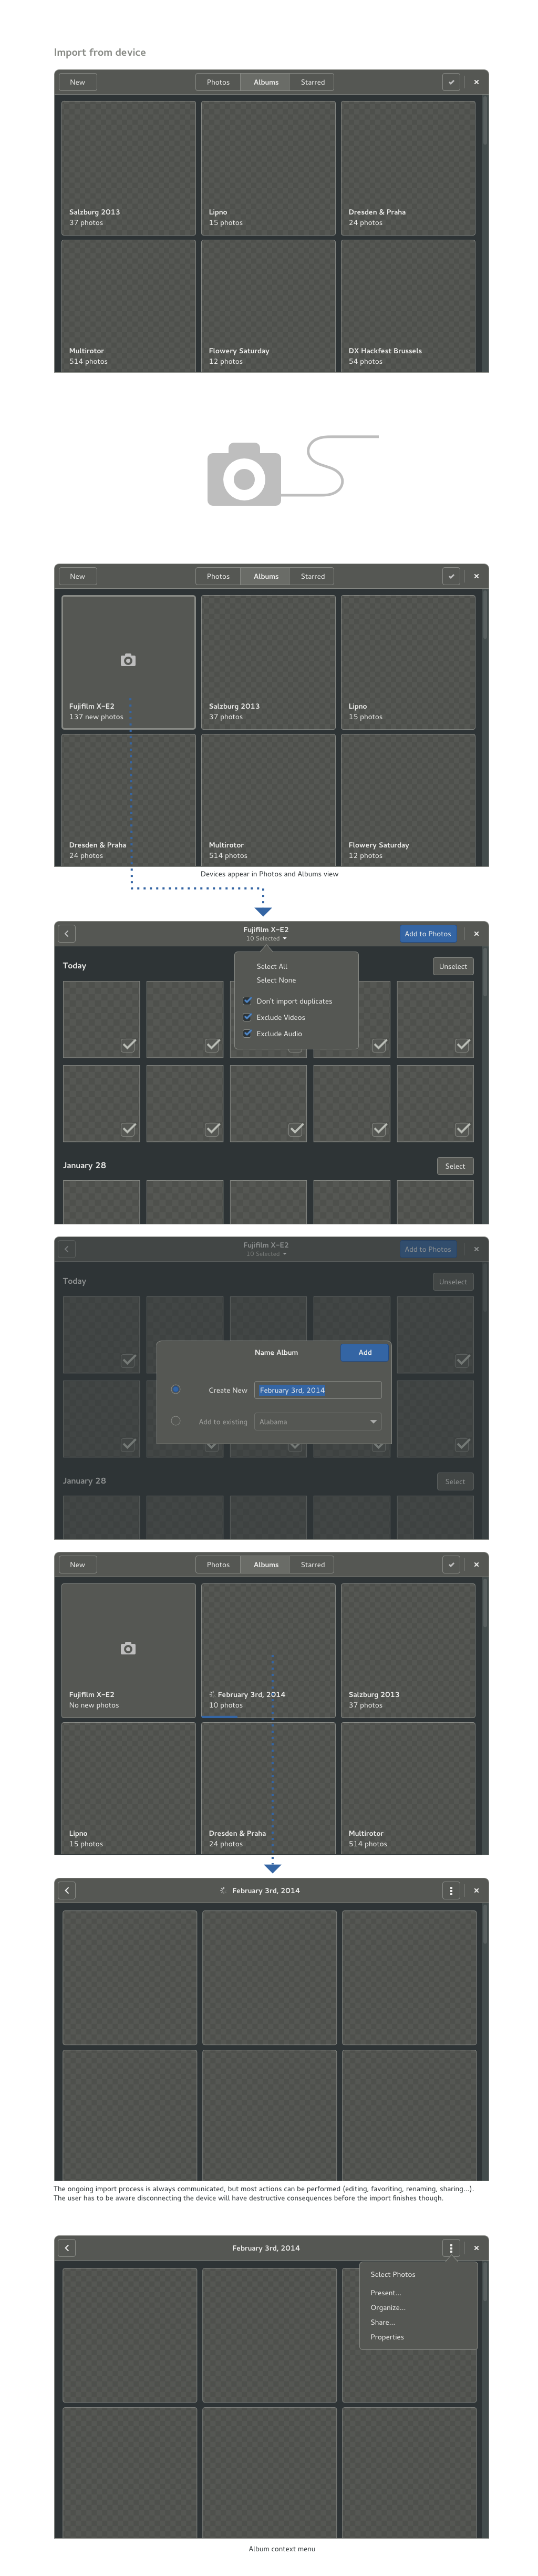 Import from device
New
Photos
Albums
Starred
Salzburg 2013
37 photos
Lipno
15 photos
Dresden & Praha
24 photos
Multirotor
514 photos
Flowery Saturday
12 photos
DX Hackfest Brussels
54 photos
New
Photos
Albums
Starred
Fujifilm X-E2
137 new photos
Salzburg 2013
37 photos
Lipno
15 photos
Dresden & Praha
24 photos
Multirotor
514 photos
Flowery Saturday
12 photos
Devices appear in Photos and Albums view
Fujifilm X-E2
10 Selected
Add to Photos
Today
Unselect
Select All
Select None
Don't import duplicates
Exclude Videos
Exclude Audio
January 28
Select
Fujifilm X-E2
10 Selected
Add to Photos
Today
Unselect
Name Album
Add
Create New
February 3rd, 2014
Add to existing
Alabama
January 28
Select
New
Photos
Albums
Starred
Fujifilm X-E2
No new photos
February 3rd, 2014
10 photos
Salzburg 2013
37 photos
Lipno
15 photos
Dresden & Praha
24 photos
Multirotor
514 photos
February 3rd, 2014
The ongoing import process is always communicated, but most actions can be performed (editing, favoriting, renaming, sharing...).
The user has to be aware disconnecting the device will have destructive consequences before the import finishes though.
February 3rd, 2014
Select Photos
Present...
Organize...
Share...
Properties
Album context menu